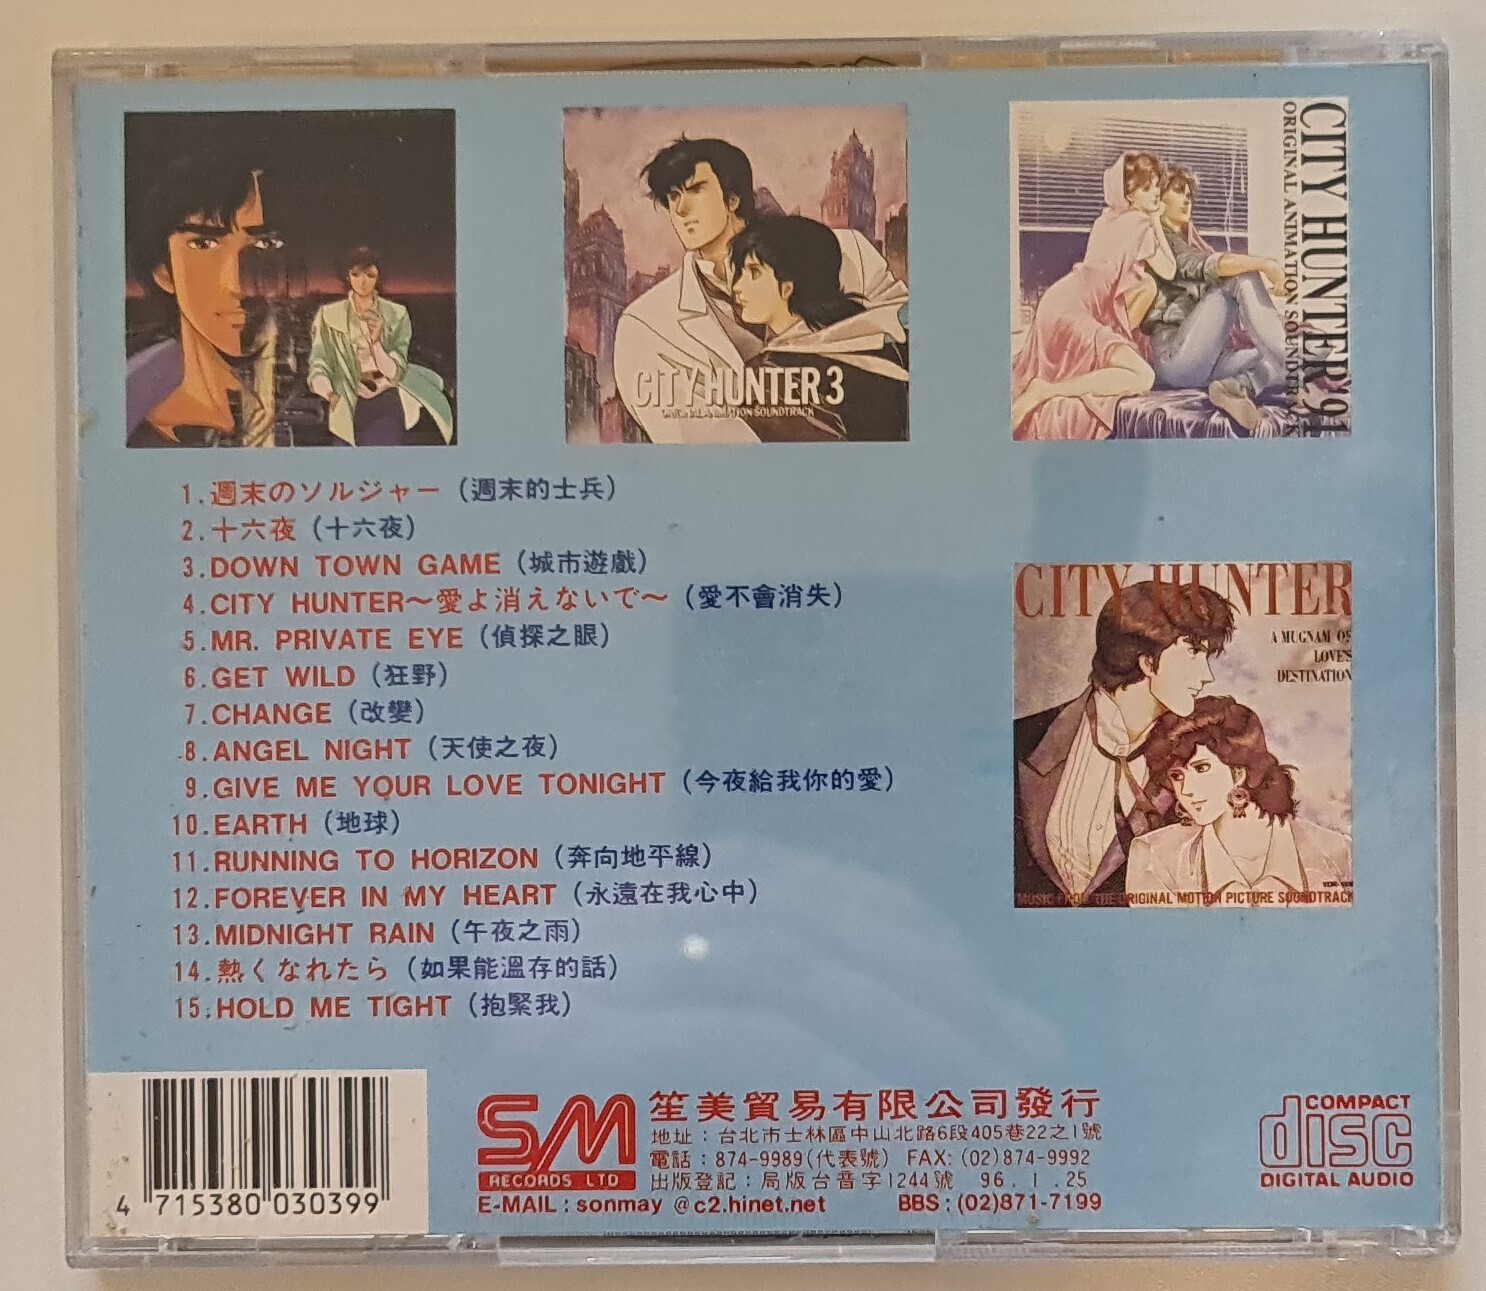 CITY HUNTER 3
ORIGINAL ANIMATION SOUNDTRACK
CITY HUNTER '91
ORIGINAL ANIMATION SOUNDTRACK
1.週末のソルジャー(週末的士兵)
2.十六夜(十六夜)
3.DOWN TOWN GAME(城市遊戲)
4.CITY HUNTER〜愛よ消えないで〜(愛不會消失)
5.MR. PRIVATE EYE(偵探之眼)
6.GET WILD(狂野)
7.CHANGE(改變)
8.ANGEL NIGHT(天使之夜)
9.GIVE ME YOUR LOVE TONIGHT(今夜給我你的愛)
10.EARTH(地球)
11.RUNNING TO HORIZON(奔向地平線)
12.FOREVER IN MY HEART(永遠在我心中)
13.MIDNIGHT RAIN(午夜之雨)
14.熱くなれたら(如果能溫存的話)
15.HOLD ME TIGHT(抱緊我)
CITY HUNTER
A MUGNAM OS
LOVE'S
DESTINATION
MUSIC FROM THE ORIGINAL MOTION PICTURE SOUNDTRACK
4 715380 030399
SM
RECORDS LTD
笙美貿易有限公司發行
地址:台北市士林區中山北路6段405巷22之1號
電話:874-9989(代表號) FAX:(02)874-9992
出版登記:局版台音字1244號 96.1.25
E-MAIL:sonmay@c2.hinet.net BBS:(02)871-7199
COMPACT
disc
DIGITAL AUDIO